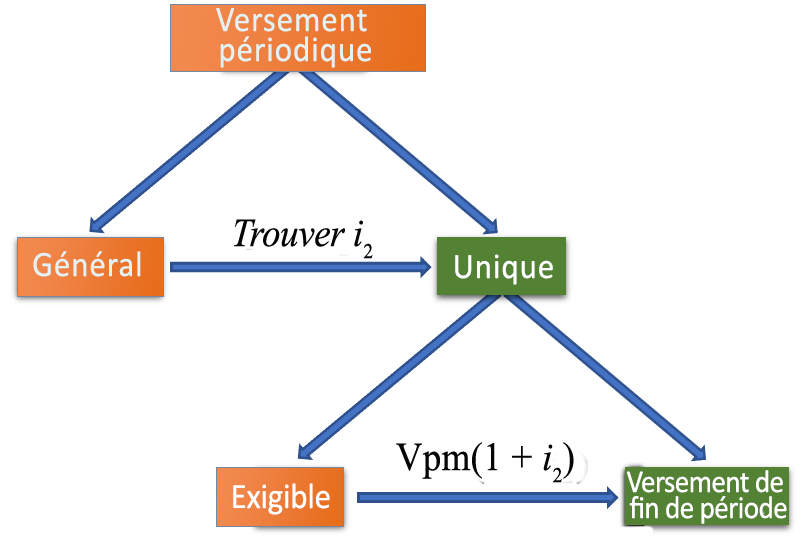 Versement
périodique
Trouver i₂
Général
Unique
Vpm(1 + i₂)
Exigible
Versement de
fin de période